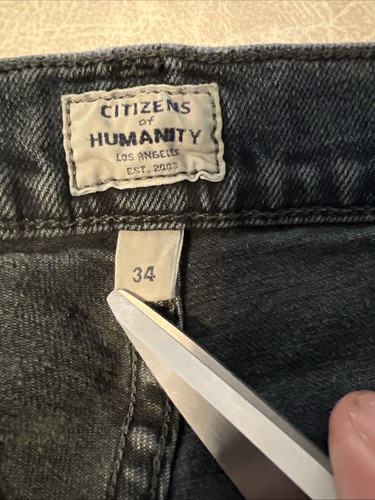 CITIZENS
of
HUMANITY
LOS ANGELES
EST. 2003
34